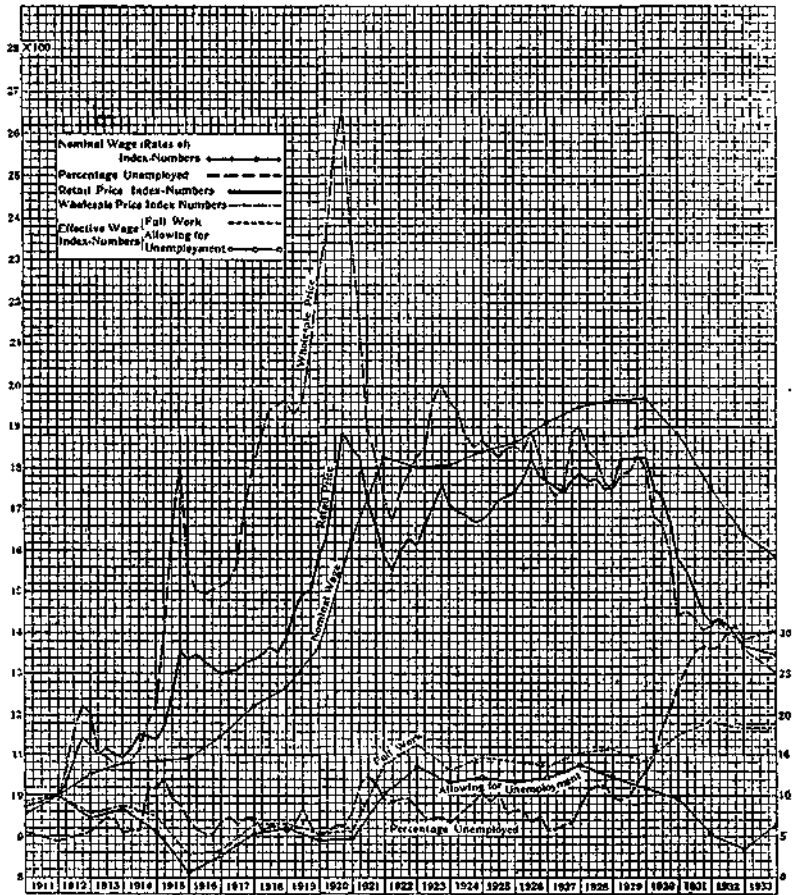 28 X100
27
26
Nominal Wage (Rates of)
Index-Numbers
Percentage Unemployed
Retail Price Index-Numbers
Wholesale Price Index Numbers
Effective Wage Index-Numbers
Full Work
Allowing for Unemployment
25
24
23
22
21
20
19
18
17
16
15
14
13
12
11
10
9
8
Wholesale Price
Retail Price
Nominal Wage
Full Work
Allowing for Unemployment
Percentage Unemployed
30
25
20
15
10
5
0
1911 1912 1913 1914 1915 1916 1917 1918 1919 1920 1921 1922 1923 1924 1925 1926 1927 1928 1929 1930 1931 1932 1933